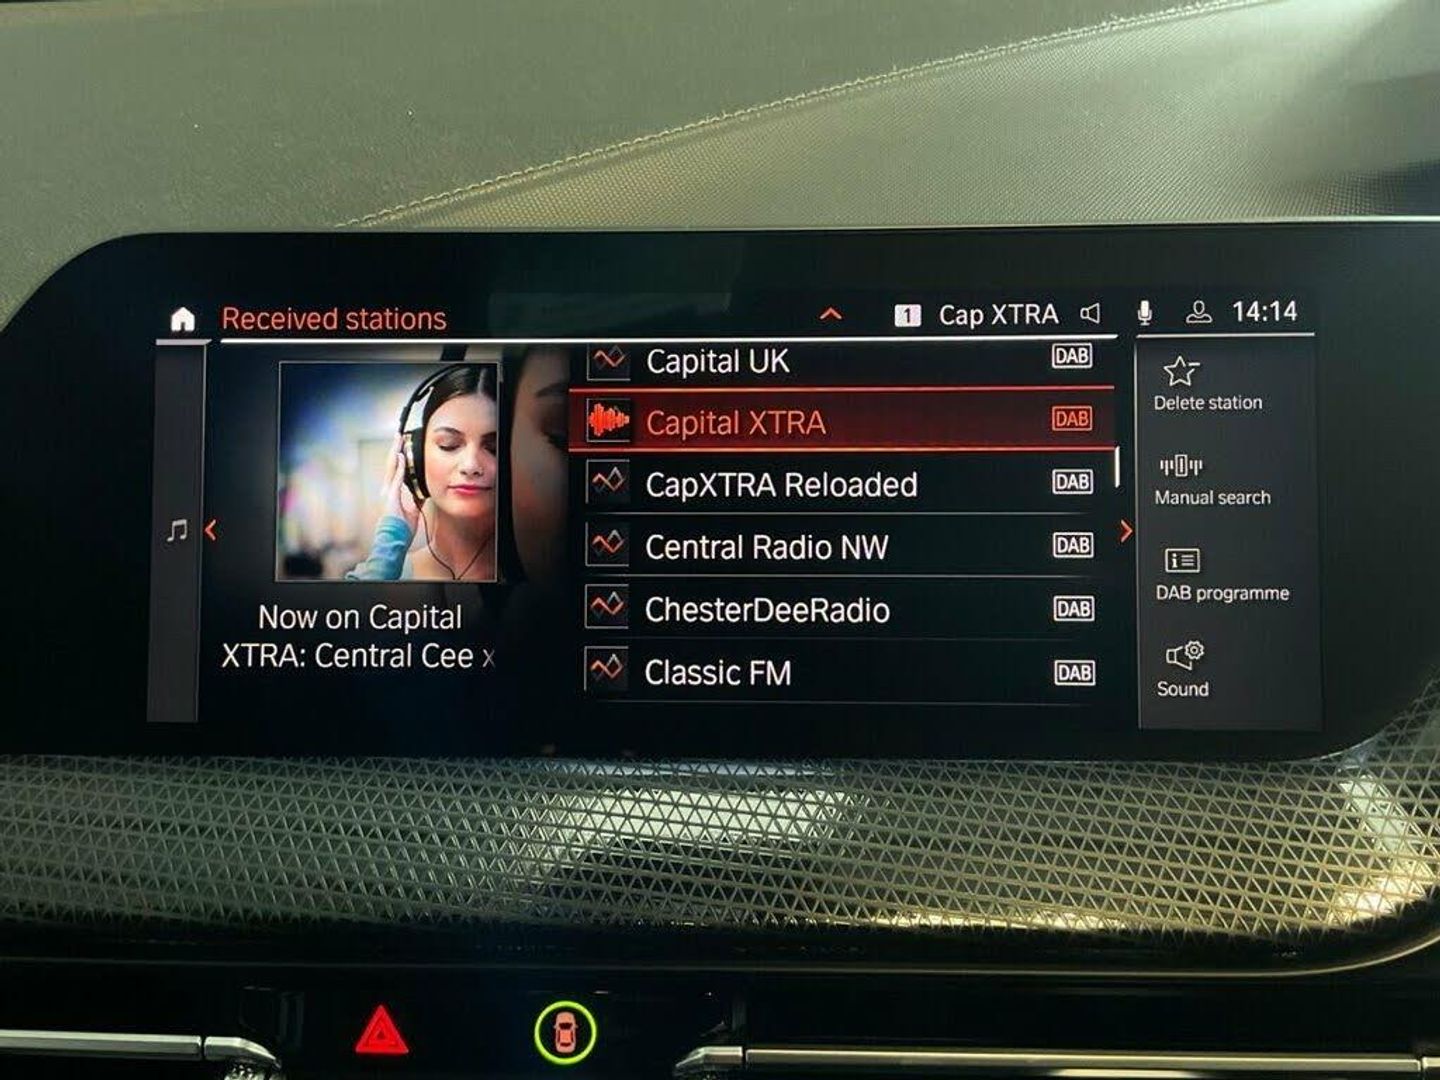 Received stations
1 Cap XTRA 14:14
Capital UK DAB
Capital XTRA DAB
CapXTRA Reloaded DAB
Central Radio NW DAB
ChesterDeeRadio DAB
Classic FM DAB
Now on Capital
XTRA: Central Cee x
Delete station
Manual search
DAB programme
Sound